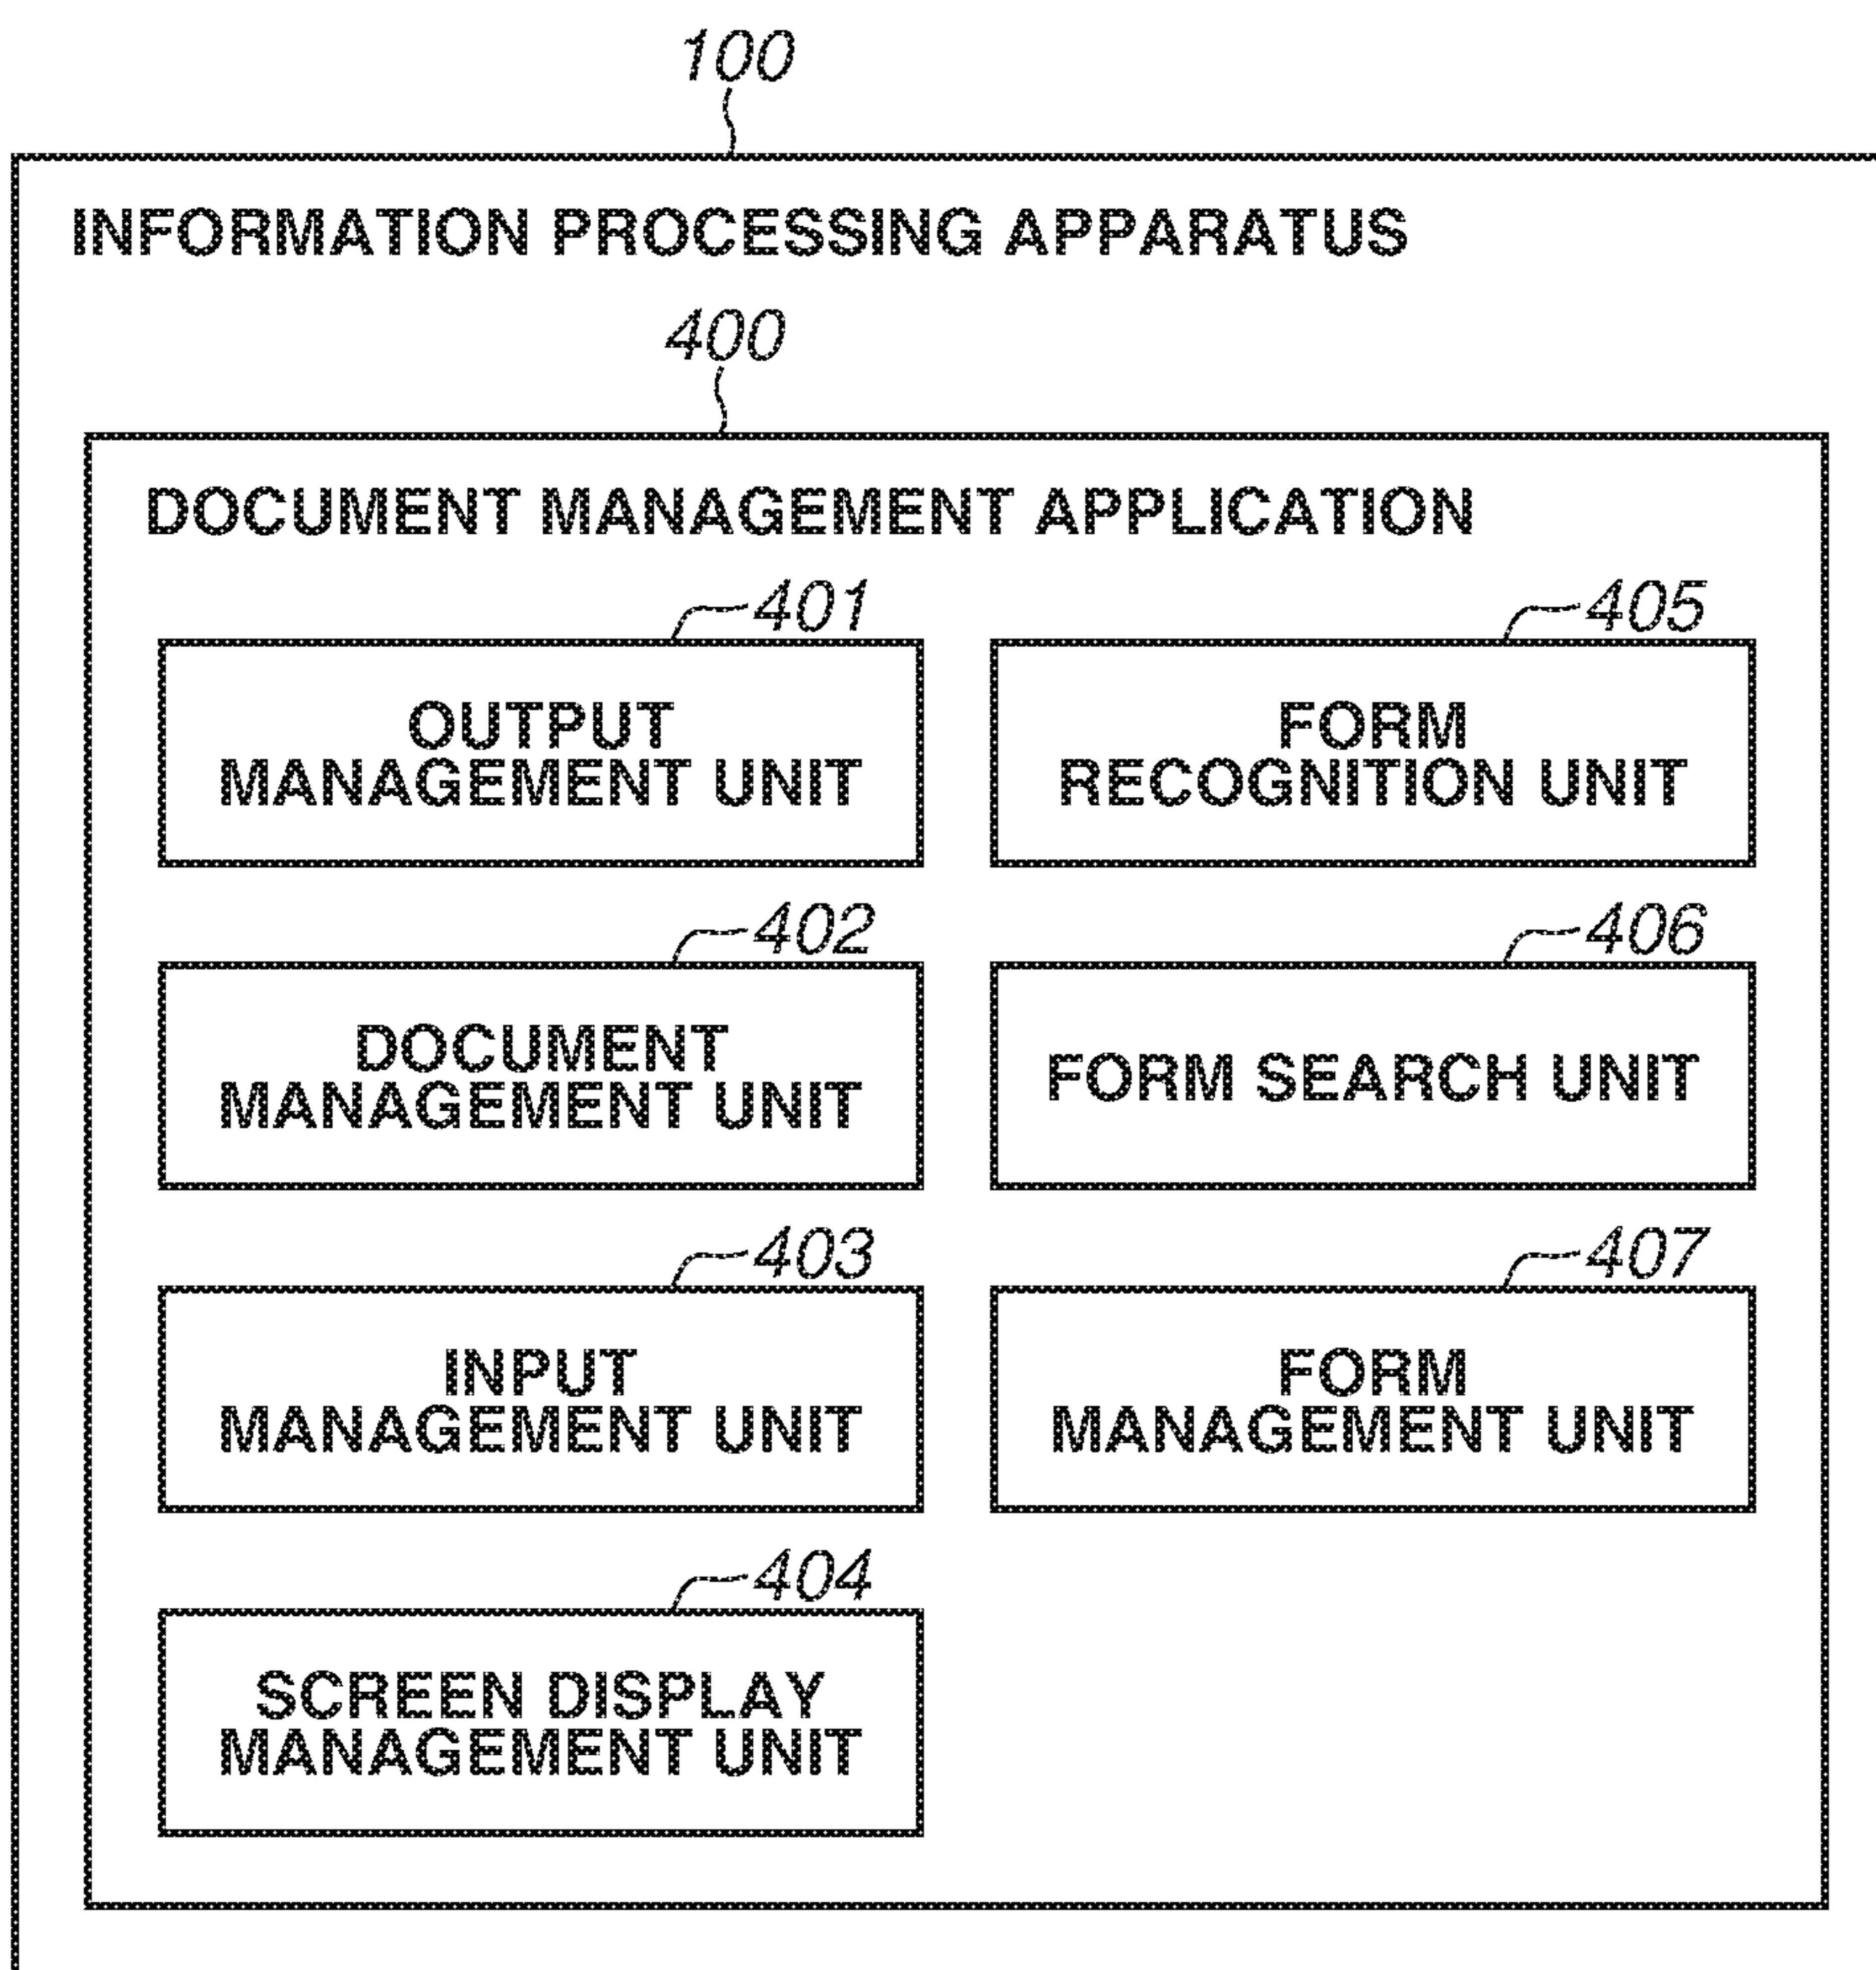 100
INFORMATION PROCESSING APPARATUS
400
DOCUMENT MANAGEMENT APPLICATION
401
OUTPUT
MANAGEMENT UNIT
405
FORM
RECOGNITION UNIT
402
DOCUMENT
MANAGEMENT UNIT
406
FORM SEARCH UNIT
403
INPUT
MANAGEMENT UNIT
407
FORM
MANAGEMENT UNIT
404
SCREEN DISPLAY
MANAGEMENT UNIT